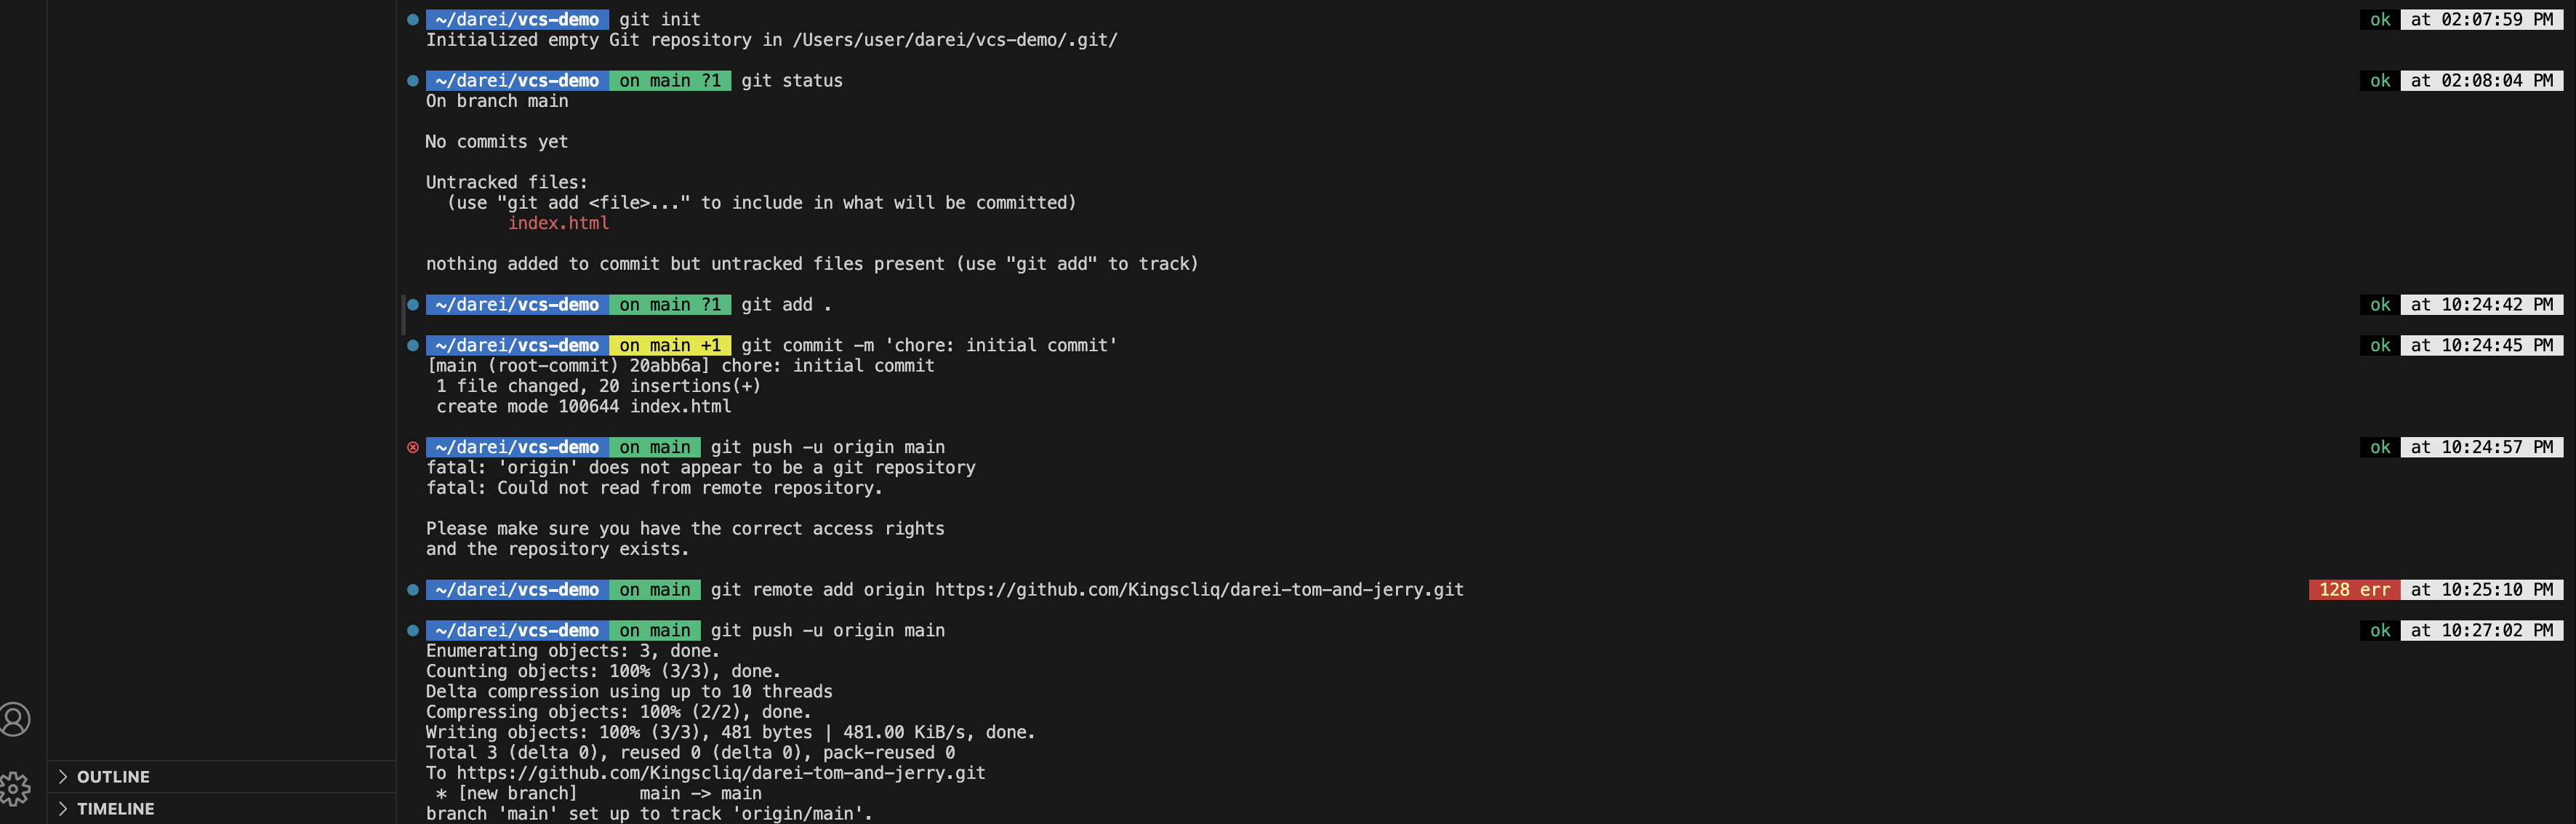 ~/darei/vcs-demo git init ok at 02:07:59 PM
Initialized empty Git repository in /Users/user/darei/vcs-demo/.git/
~/darei/vcs-demo on main ?1 git status ok at 02:08:04 PM
On branch main
No commits yet
Untracked files:
(use "git add <file>..." to include in what will be committed)
index.html
nothing added to commit but untracked files present (use "git add" to track)
~/darei/vcs-demo on main ?1 git add . ok at 10:24:42 PM
~/darei/vcs-demo on main +1 git commit -m 'chore: initial commit' ok at 10:24:45 PM
[main (root-commit) 20abb6a] chore: initial commit
1 file changed, 20 insertions(+)
create mode 100644 index.html
~/darei/vcs-demo on main git push -u origin main ok at 10:24:57 PM
fatal: 'origin' does not appear to be a git repository
fatal: Could not read from remote repository.
Please make sure you have the correct access rights
and the repository exists.
~/darei/vcs-demo on main git remote add origin https://github.com/Kingscliq/darei-tom-and-jerry.git 128 err at 10:25:10 PM
~/darei/vcs-demo on main git push -u origin main ok at 10:27:02 PM
Enumerating objects: 3, done.
Counting objects: 100% (3/3), done.
Delta compression using up to 10 threads
Compressing objects: 100% (2/2), done.
Writing objects: 100% (3/3), 481 bytes | 481.00 KiB/s, done.
Total 3 (delta 0), reused 0 (delta 0), pack-reused 0
To https://github.com/Kingscliq/darei-tom-and-jerry.git
* [new branch] main -> main
branch 'main' set up to track 'origin/main'.
OUTLINE
TIMELINE